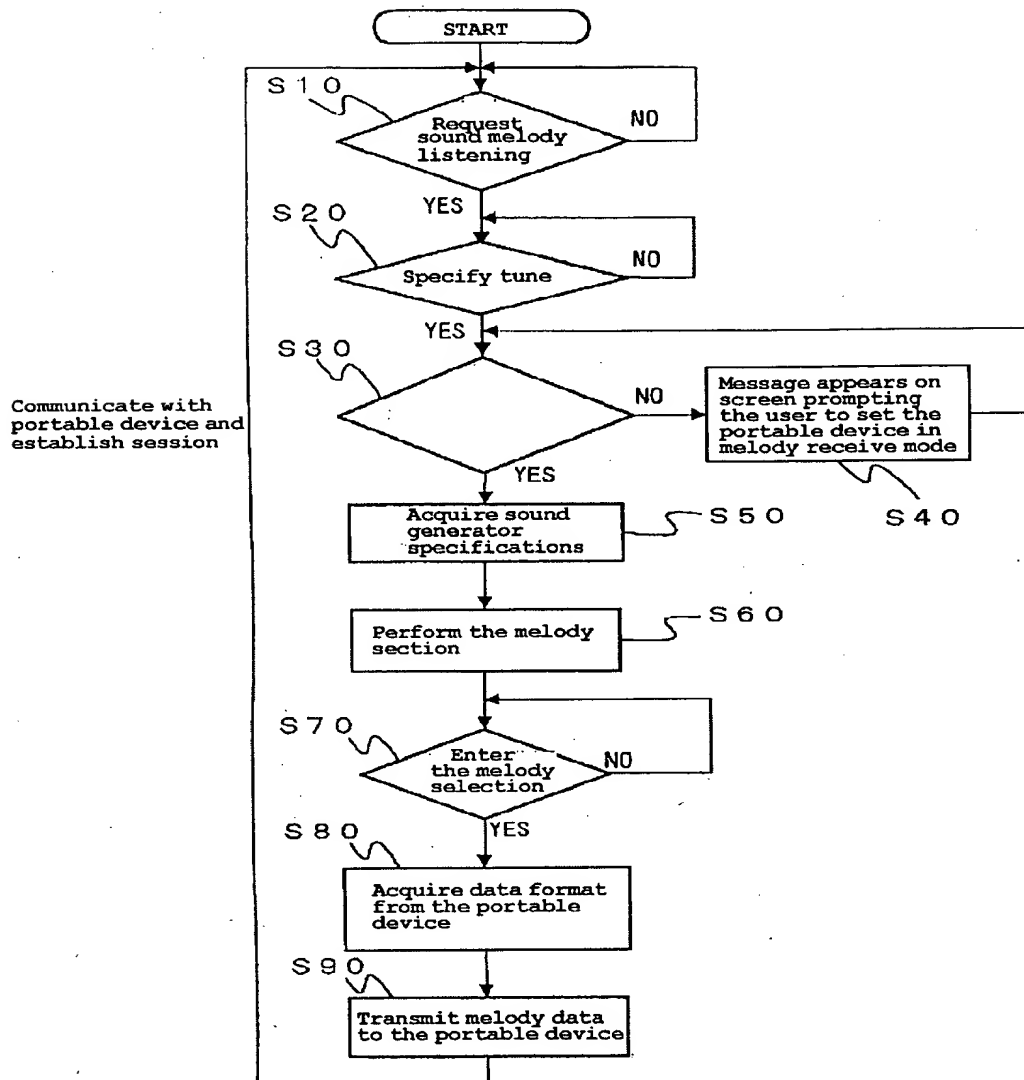 START
S10
Request
sound melody
listening
NO
YES
S20
Specify tune
NO
YES
S30
NO
Message appears on
screen prompting
the user to set the
portable device in
melody receive mode
S40
Communicate with
portable device and
establish session
YES
Acquire sound
generator
specifications
S50
Perform the melody
section
S60
S70
Enter
the melody
selection
NO
YES
S80
Acquire data format
from the portable
device
S90
Transmit melody data
to the portable device